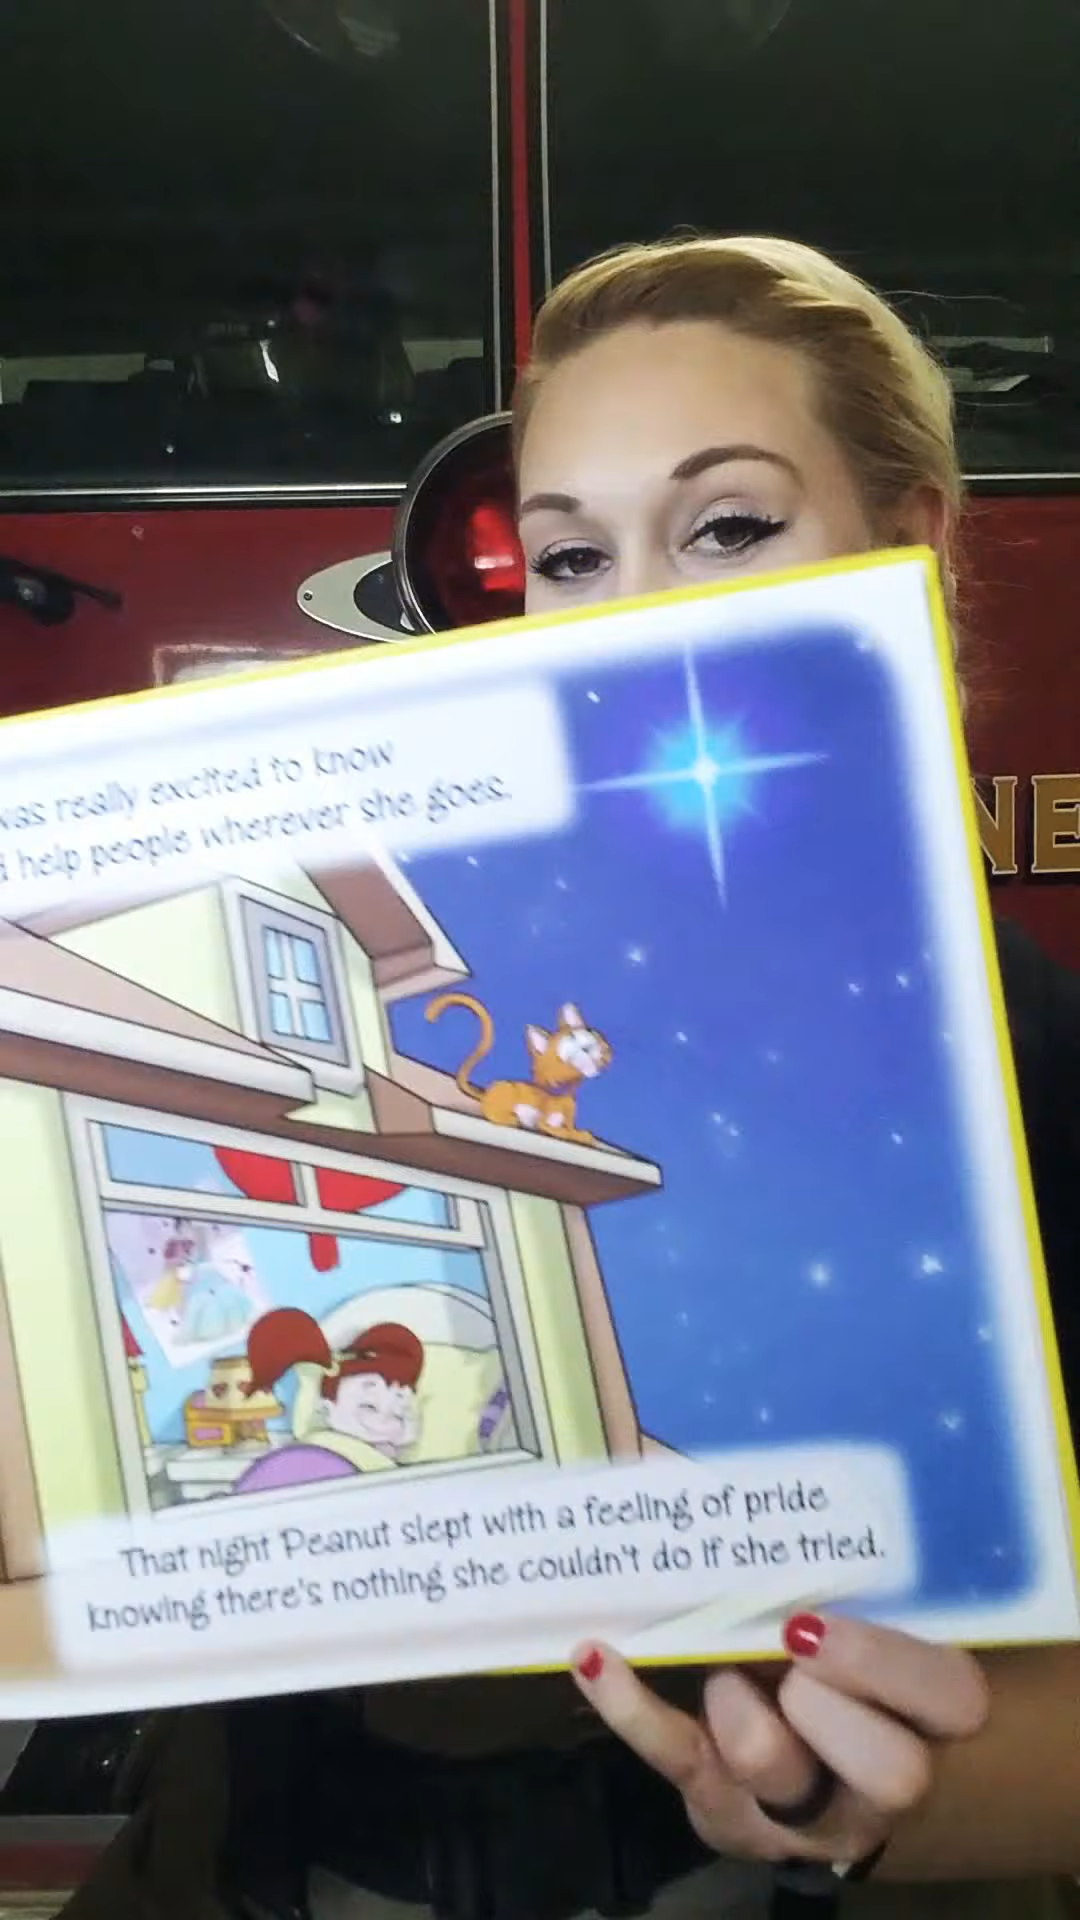 was really excited to know
help people wherever she goes.
NE
That night Peanut slept with a feeling of pride
knowing there's nothing she couldn't do if she tried.